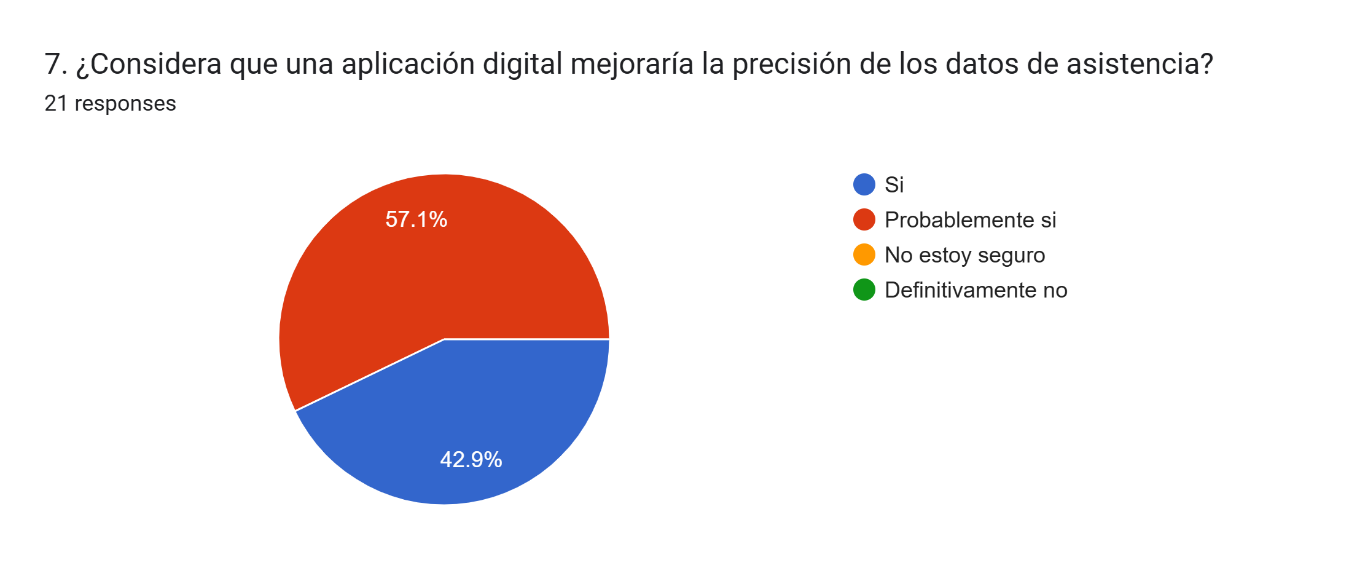 7. ¿Considera que una aplicación digital mejoraría la precisión de los datos de asistencia?
21 responses
57.1%
42.9%
Si
Probablemente si
No estoy seguro
Definitivamente no